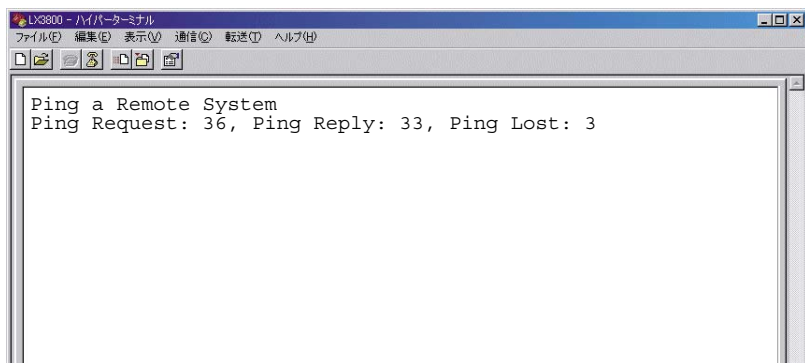 LX3800 - ハイパーターミナル
ファイル(F) 編集(E) 表示(V) 通信(C) 転送(T) ヘルプ(H)
Ping a Remote System
Ping Request: 36, Ping Reply: 33, Ping Lost: 3